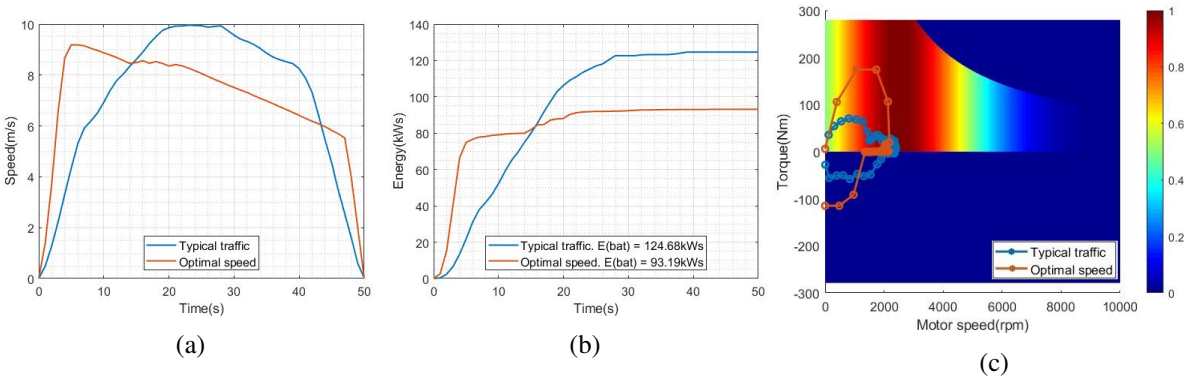 10
8
6
4
2
0
Speed(m/s)
Typical traffic
Optimal speed
0 10 20 30 40 50
Time(s)
(a)
140
120
100
80
60
40
20
0
Energy(kWs)
Typical traffic. E(bat) = 124.68kWs
Optimal speed. E(bat) = 93.19kWs
0 10 20 30 40 50
Time(s)
(b)
300
200
100
0
-100
-200
-300
Torque(Nm)
Typical traffic
Optimal speed
0 2000 4000 6000 8000 10000
Motor speed(rpm)
1
0.8
0.6
0.4
0.2
0
(c)